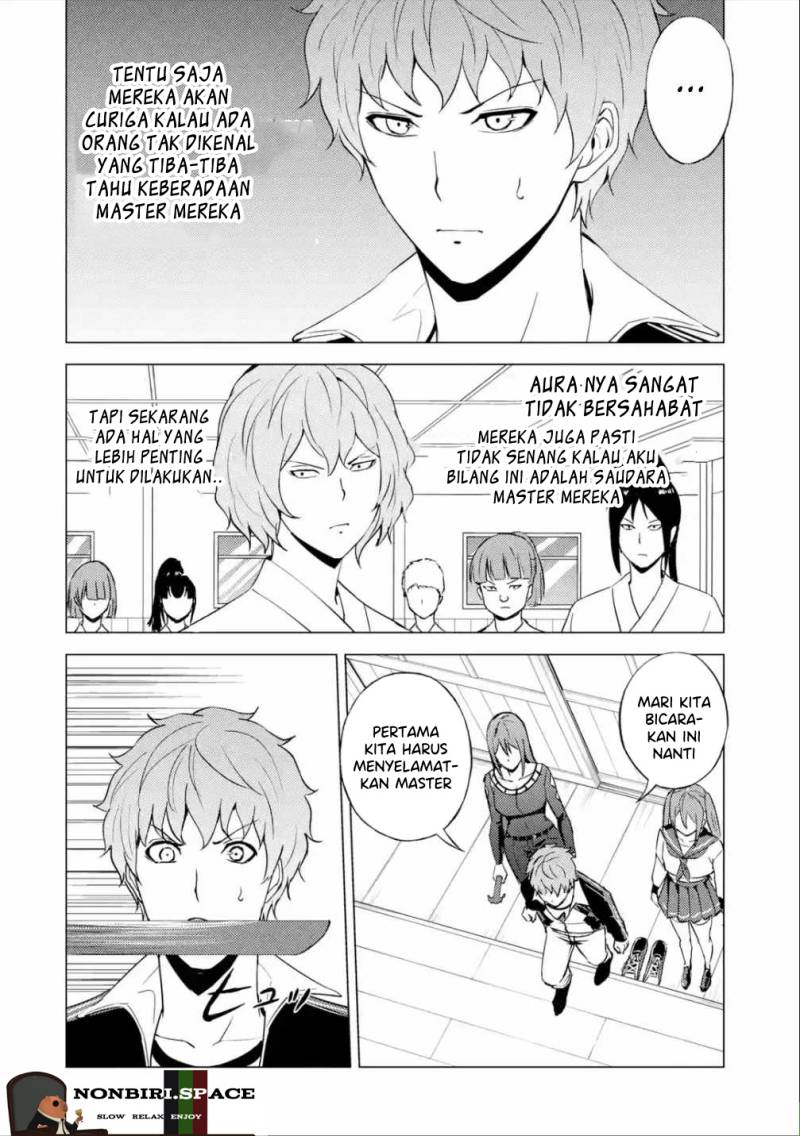 ...
TENTU SAJA
MEREKA AKAN
CURIGA KALAU ADA
ORANG TAK DIKENAL
YANG TIBA-TIBA
TAHU KEBERADAAN
MASTER MEREKA
AURA NYA SANGAT
TIDAK BERSAHABAT
MEREKA JUGA PASTI
TIDAK SENANG KALAU AKU
BILANG INI ADALAH SAUDARA
MASTER MEREKA
TAPI SEKARANG
ADA HAL YANG
LEBIH PENTING
UNTUK DILAKUKAN..
MARI KITA
BICARA-
KAN INI
NANTI
PERTAMA
KITA HARUS
MENYELAMAT-
KAN MASTER
ヒュッ
NONBIRI.SPACE
SLOW RELAX ENJOY